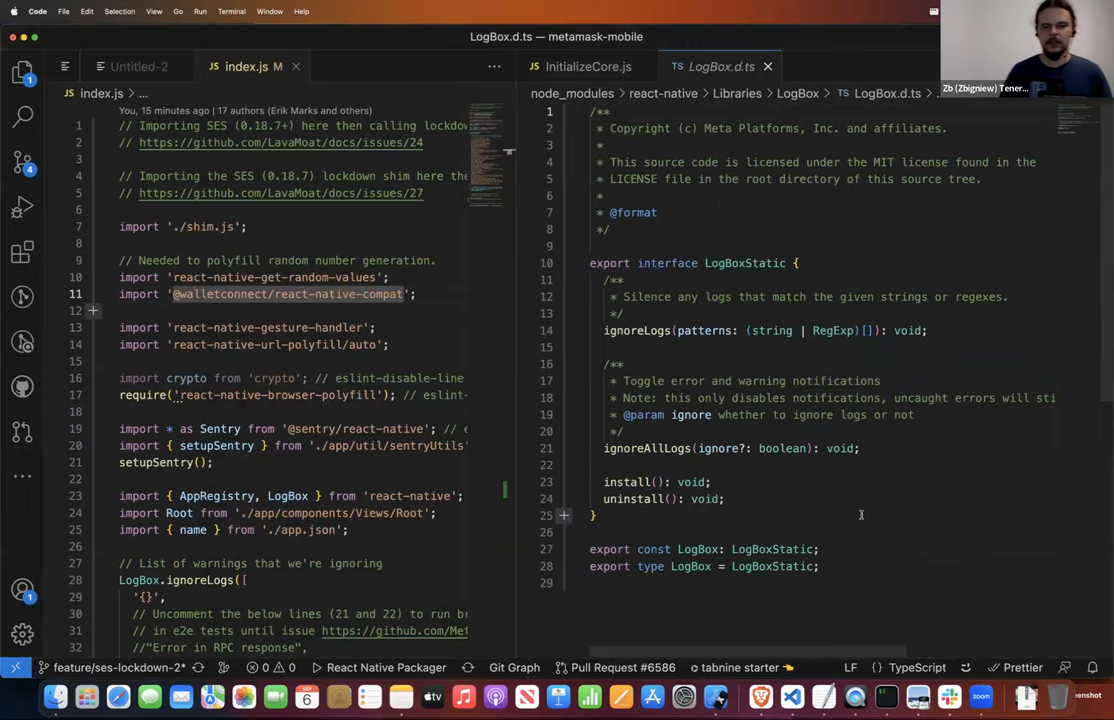 Code File Edit Selection View Go Run Terminal Window Help
LogBox.d.ts — metamask-mobile
Untitled-2
index.js M
InitializeCore.js
TS LogBox.d.ts
Zb (Zbigniew) Tener...
index.js > ...
node_modules > react-native > Libraries > LogBox > TS LogBox.d.ts > ...
You, 15 minutes ago | 17 authors (Erik Marks and others)
1 // Importing SES (0.18.7+) here then calling lockdo
2 // https://github.com/LavaMoat/docs/issues/24
3
4 // Importing the SES (0.18.7) lockdown shim here the
5 // https://github.com/LavaMoat/docs/issues/27
6
7 import './shim.js';
8
9 // Needed to polyfill random number generation.
10 import 'react-native-get-random-values';
11 import '@walletconnect/react-native-compat';
12
13 import 'react-native-gesture-handler';
14 import 'react-native-url-polyfill/auto';
15
16 import crypto from 'crypto'; // eslint-disable-line
17 require('react-native-browser-polyfill'); // eslint-
18
19 import * as Sentry from '@sentry/react-native'; // e
20 import { setupSentry } from './app/util/sentryUtils
21 setupSentry();
22
23 import { AppRegistry, LogBox } from 'react-native';
24 import Root from './app/components/Views/Root';
25 import { name } from './app.json';
26
27 // List of warnings that we're ignoring
28 LogBox.ignoreLogs([
29 '{}',
30 // Uncomment the below lines (21 and 22) to run br
31 // in e2e tests until issue https://github.com/Met
32 //"Error in RPC response",
1 /**
2 * Copyright (c) Meta Platforms, Inc. and affiliates.
3 *
4 * This source code is licensed under the MIT license found in the
5 * LICENSE file in the root directory of this source tree.
6 *
7 * @format
8 */
9
10 export interface LogBoxStatic {
11 /**
12 * Silence any logs that match the given strings or regexes.
13 */
14 ignoreLogs(patterns: (string | RegExp)[]): void;
15
16 /**
17 * Toggle error and warning notifications
18 * Note: this only disables notifications, uncaught errors will sti
19 * @param ignore whether to ignore logs or not
20 */
21 ignoreAllLogs(ignore?: boolean): void;
22
23 install(): void;
24 uninstall(): void;
25 }
26
27 export const LogBox: LogBoxStatic;
28 export type LogBox = LogBoxStatic;
29
feature/ses-lockdown-2* 0 0 React Native Packager Git Graph Pull Request #6586 tabnine starter LF {} TypeScript Prettier
SEP
6
tv
zoom
enshot